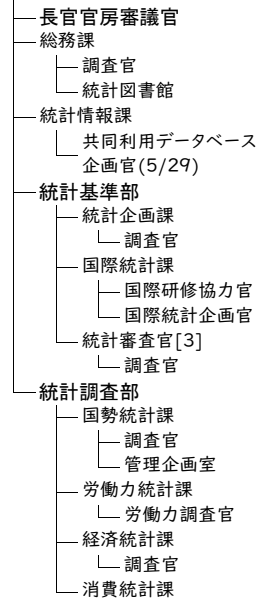 長官官房審議官
総務課
調査官
統計図書館
統計情報課
共同利用データベース
企画官(5/29)
統計基準部
統計企画課
調査官
国際統計課
国際研修協力官
国際統計企画官
統計審査官[3]
調査官
統計調査部
国勢統計課
調査官
管理企画室
労働力統計課
労働力調査官
経済統計課
調査官
消費統計課